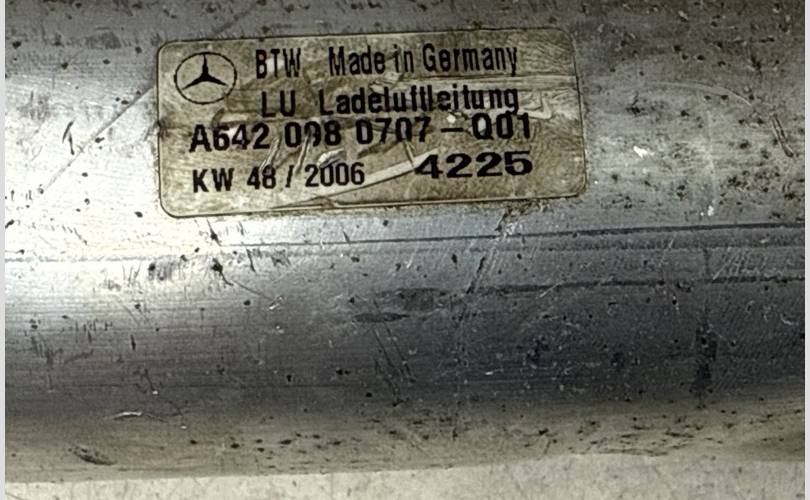 BTW Made in Germany
LU Ladeluftleitung
A642 098 0707-Q01
KW 48 / 2006 4225